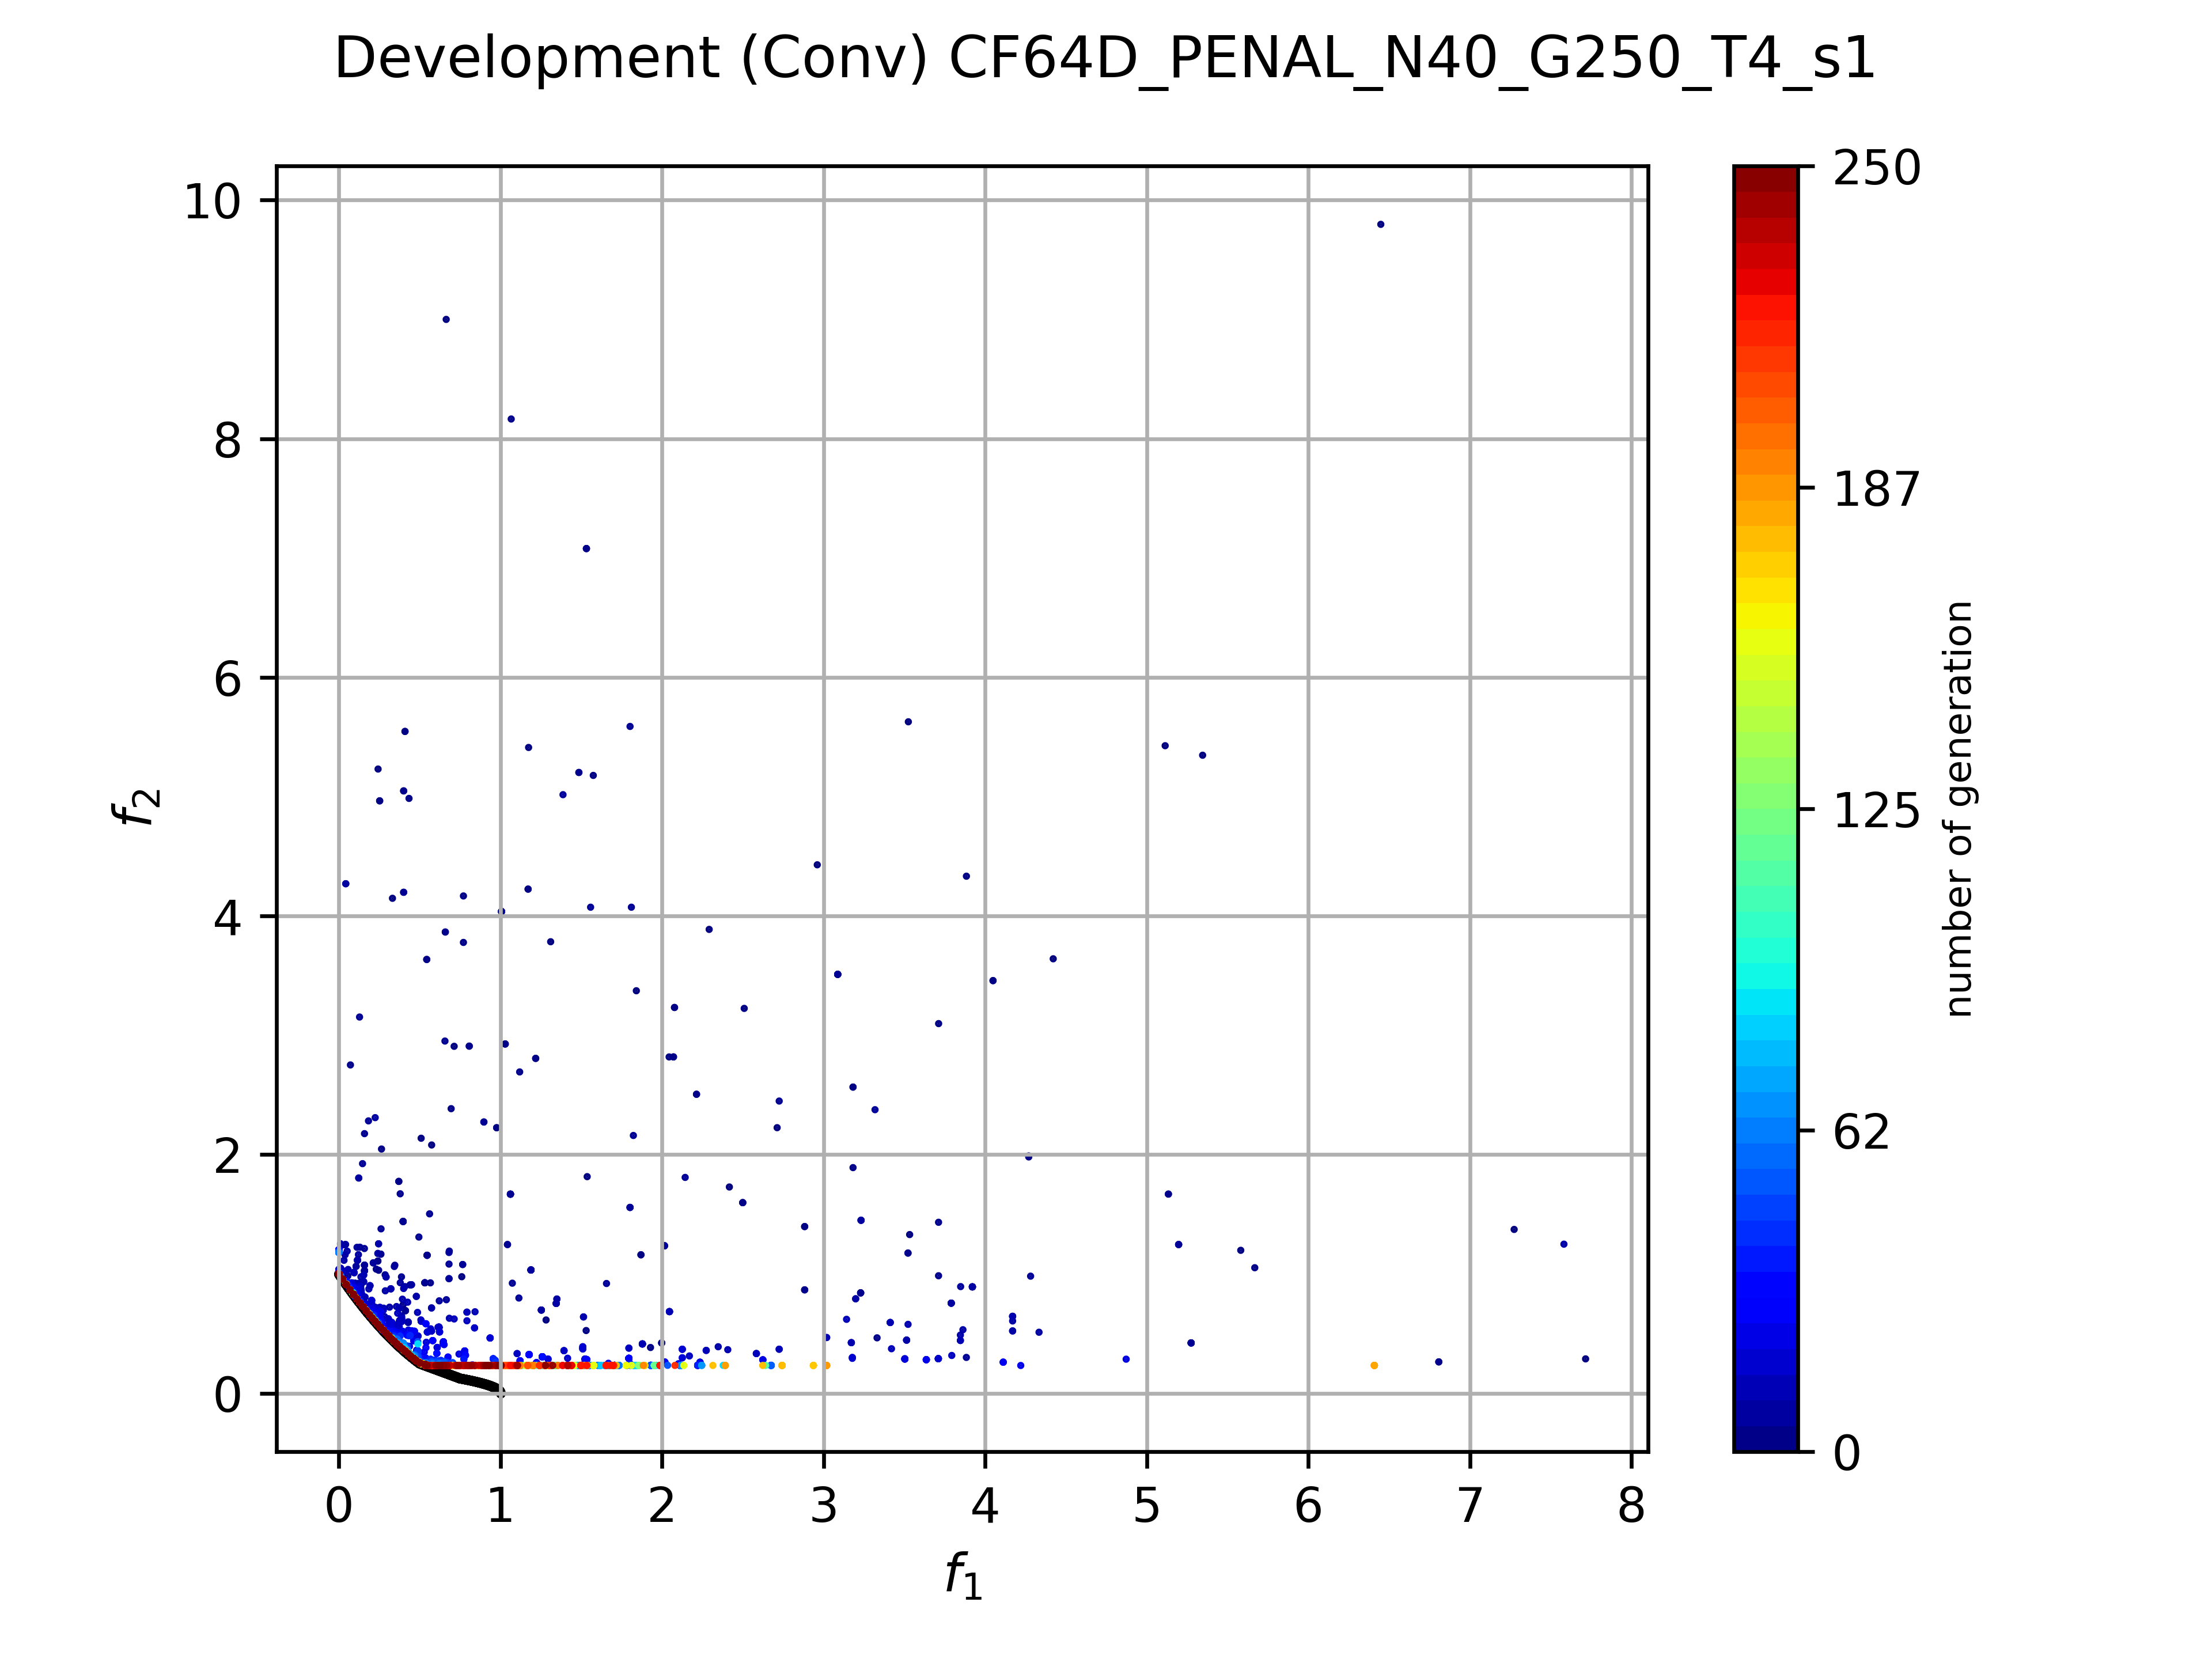 Development (Conv) CF64D_PENAL_N40_G250_T4_s1
10
8
6
4
2
0
f2
0 1 2 3 4 5 6 7 8
f1
250
187
125
62
0
number of generation